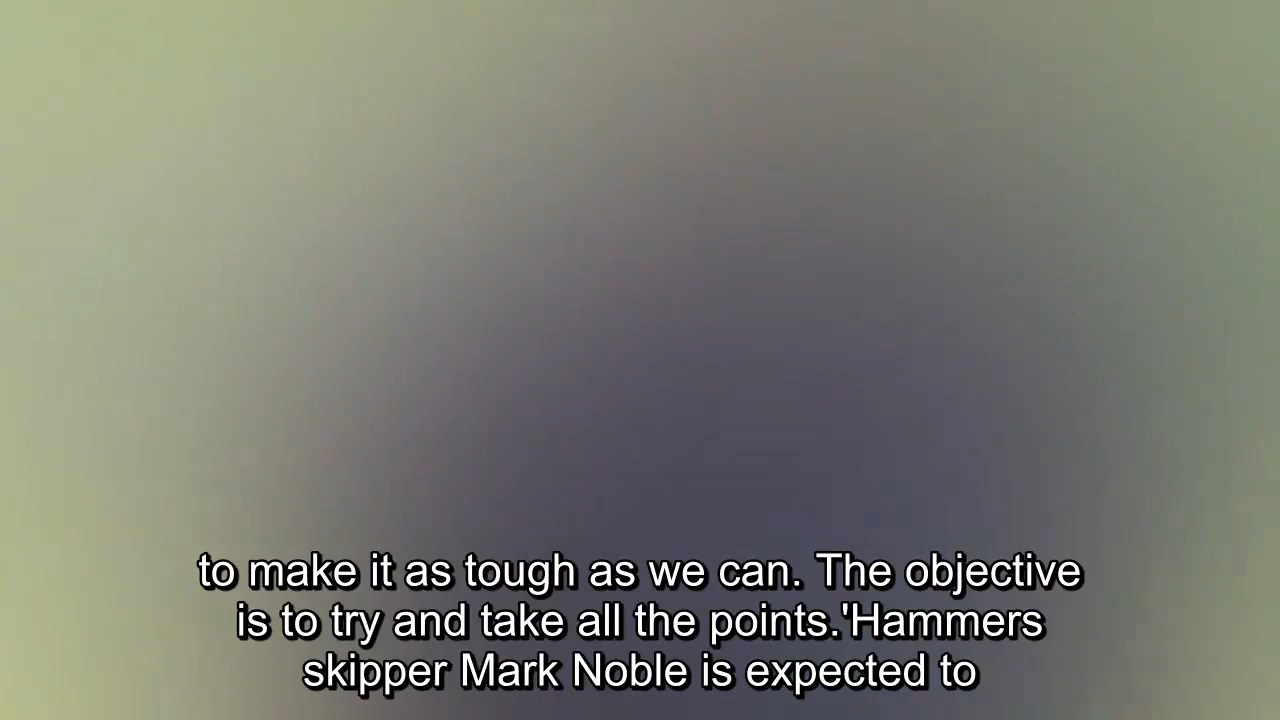 to make it as tough as we can. The objective
is to try and take all the points.'Hammers
skipper Mark Noble is expected to